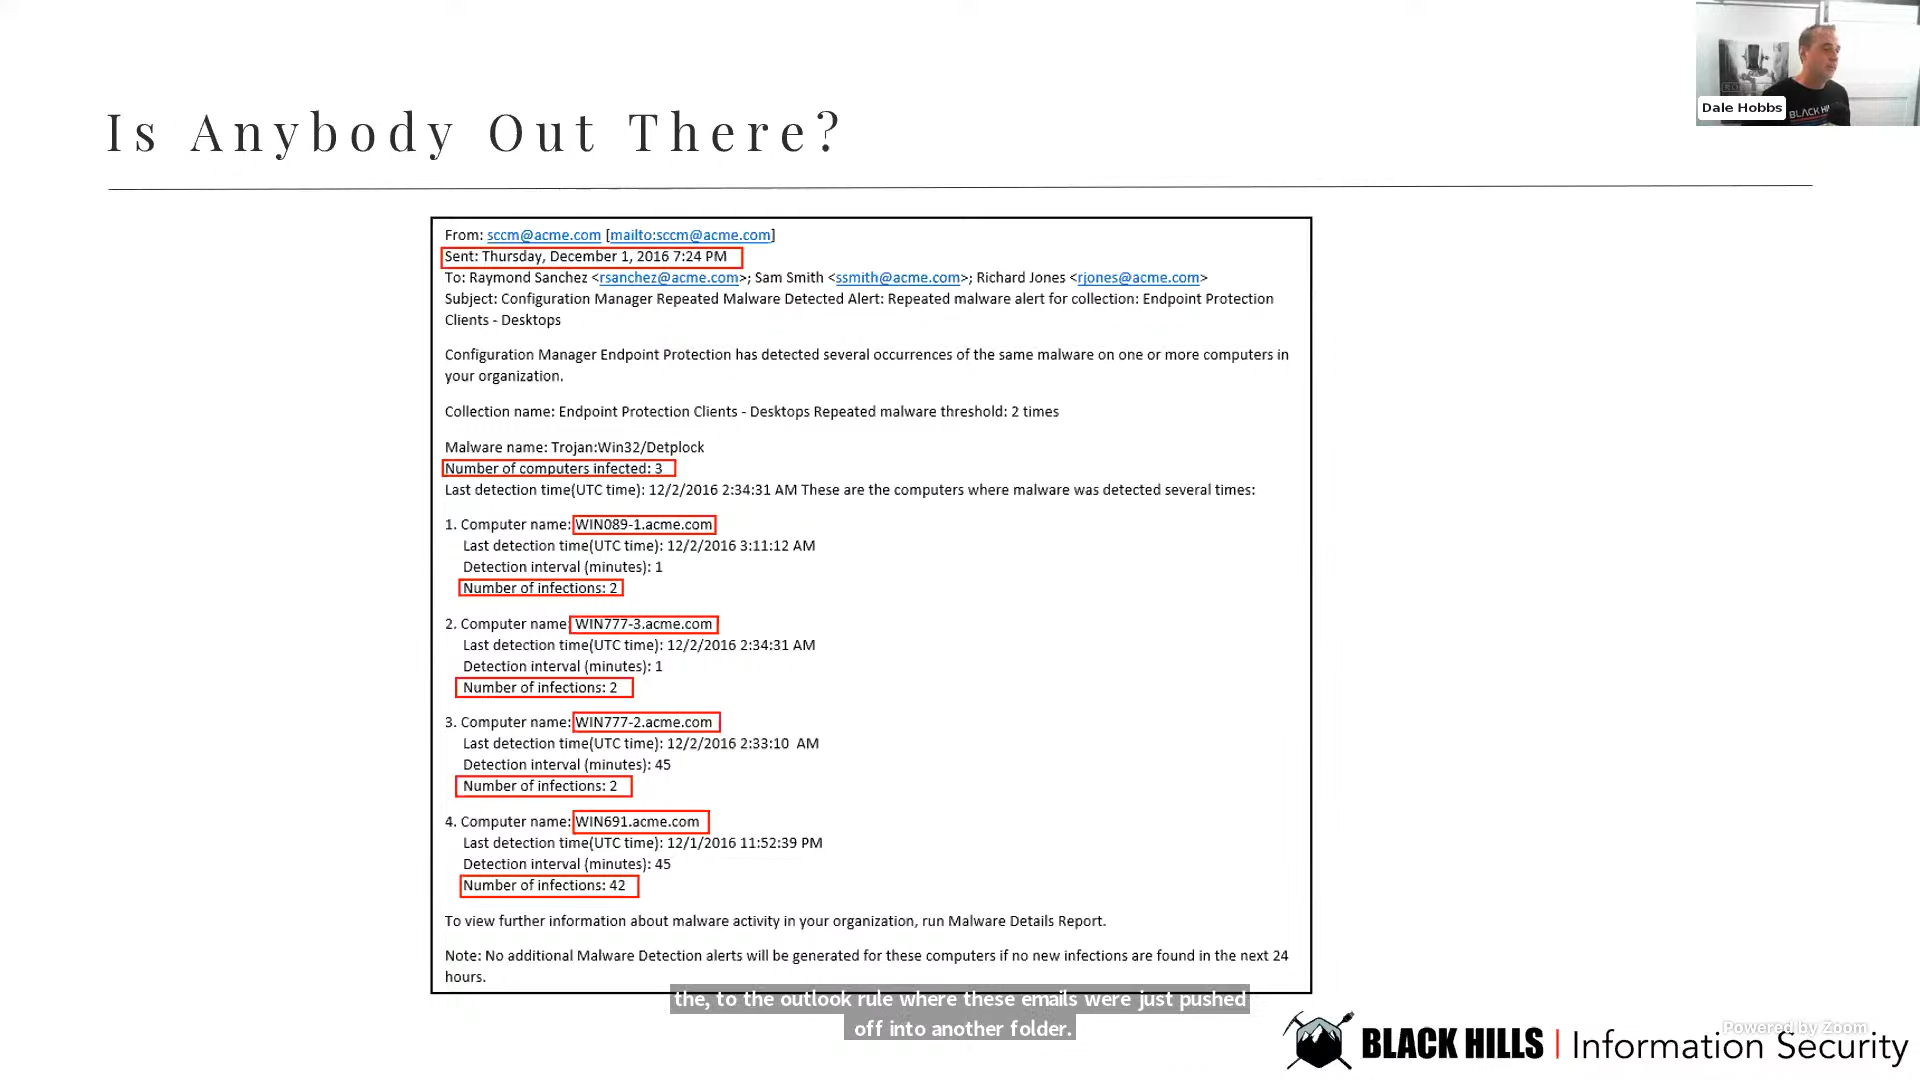 Is Anybody Out There?
Dale Hobbs
BLACK HI
From: sccm@acme.com [mailto:sccm@acme.com]
Sent: Thursday, December 1, 2016 7:24 PM
To: Raymond Sanchez <rsanchez@acme.com>; Sam Smith <ssmith@acme.com>; Richard Jones <rjones@acme.com>
Subject: Configuration Manager Repeated Malware Detected Alert: Repeated malware alert for collection: Endpoint Protection
Clients - Desktops
Configuration Manager Endpoint Protection has detected several occurrences of the same malware on one or more computers in
your organization.
Collection name: Endpoint Protection Clients - Desktops Repeated malware threshold: 2 times
Malware name: Trojan:Win32/Detplock
Number of computers infected: 3
Last detection time(UTC time): 12/2/2016 2:34:31 AM These are the computers where malware was detected several times:
1. Computer name: WIN089-1.acme.com
Last detection time(UTC time): 12/2/2016 3:11:12 AM
Detection interval (minutes): 1
Number of infections: 2
2. Computer name: WIN777-3.acme.com
Last detection time(UTC time): 12/2/2016 2:34:31 AM
Detection interval (minutes): 1
Number of infections: 2
3. Computer name: WIN777-2.acme.com
Last detection time(UTC time): 12/2/2016 2:33:10  AM
Detection interval (minutes): 45
Number of infections: 2
4. Computer name: WIN691.acme.com
Last detection time(UTC time): 12/1/2016 11:52:39 PM
Detection interval (minutes): 45
Number of infections: 42
To view further information about malware activity in your organization, run Malware Details Report.
Note: No additional Malware Detection alerts will be generated for these computers if no new infections are found in the next 24
hours.
the, to the outlook rule where these emails were just pushed
off into another folder.
Powered by Zoom
BLACK HILLS | Information Security